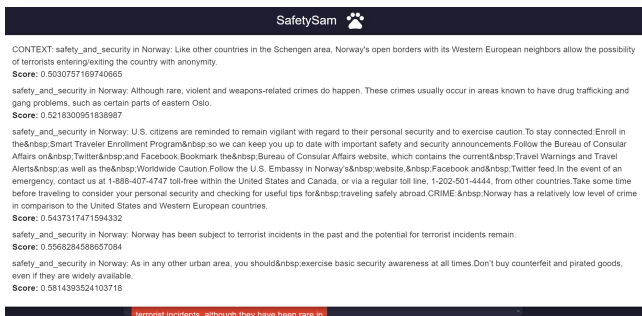 SafetySam
CONTEXT: safety_and_security in Norway: Like other countries in the Schengen area, Norway's open borders with its Western European neighbors allow the possibility
of terrorists entering/exiting the country with anonymity.
Score: 0.5030757169740665
safety_and_security in Norway: Although rare, violent and weapons-related crimes do happen. These crimes usually occur in areas known to have drug trafficking and
gang problems, such as certain parts of eastern Oslo.
Score: 0.5218300951838987
safety_and_security in Norway: U.S. citizens are reminded to remain vigilant with regard to their personal security and to exercise caution.To stay connected:Enroll in
the&nbsp;Smart Traveler Enrollment Program&nbsp;so we can keep you up to date with important safety and security announcements.Follow the Bureau of Consular
Affairs on&nbsp;Twitter&nbsp;and Facebook.Bookmark the&nbsp;Bureau of Consular Affairs website, which contains the current&nbsp;Travel Warnings and Travel
Alerts&nbsp;as well as the&nbsp;Worldwide Caution.Follow the U.S. Embassy in Norway's&nbsp;website,&nbsp;Facebook and&nbsp;Twitter feed.In the event of an
emergency, contact us at 1-888-407-4747 toll-free within the United States and Canada, or via a regular toll line, 1-202-501-4444, from other countries.Take some time
before traveling to consider your personal security and checking for useful tips for&nbsp;traveling safely abroad.CRIME:&nbsp;Norway has a relatively low level of crime
in comparison to the United States and Western European countries.
Score: 0.5437317471594332
safety_and_security in Norway: Norway has been subject to terrorist incidents in the past and the potential for terrorist incidents remain.
Score: 0.5568284588657084
safety_and_security in Norway: As in any other urban area, you should&nbsp;exercise basic security awareness at all times.Don't buy counterfeit and pirated goods,
even if they are widely available.
Score: 0.5814393524103718
terrorist incidents, although they have been rare in